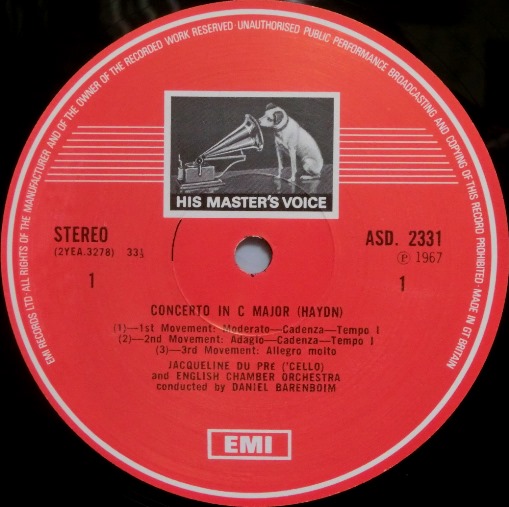 EMI RECORDS LTD·ALL RIGHTS OF THE MANUFACTURER AND OF THE OWNER OF THE RECORDED WORK RESERVED·UNAUTHORISED PUBLIC PERFORMANCE BROADCASTING AND COPYING OF THIS RECORD PROHIBITED·MADE IN GT BRITAIN
HIS MASTER'S VOICE
STEREO ASD. 2331
(2YEA.3278) 33⅓ Ⓟ 1967
1 1
CONCERTO IN C MAJOR (HAYDN)
(1)—1st Movement: Moderato—Cadenza—Tempo I
(2)—2nd Movement: Adagio—Cadenza—Tempo I
(3)—3rd Movement: Allegro molto
JACQUELINE DU PRÉ ('CELLO)
and ENGLISH CHAMBER ORCHESTRA
conducted by DANIEL BARENBOIM
EMI